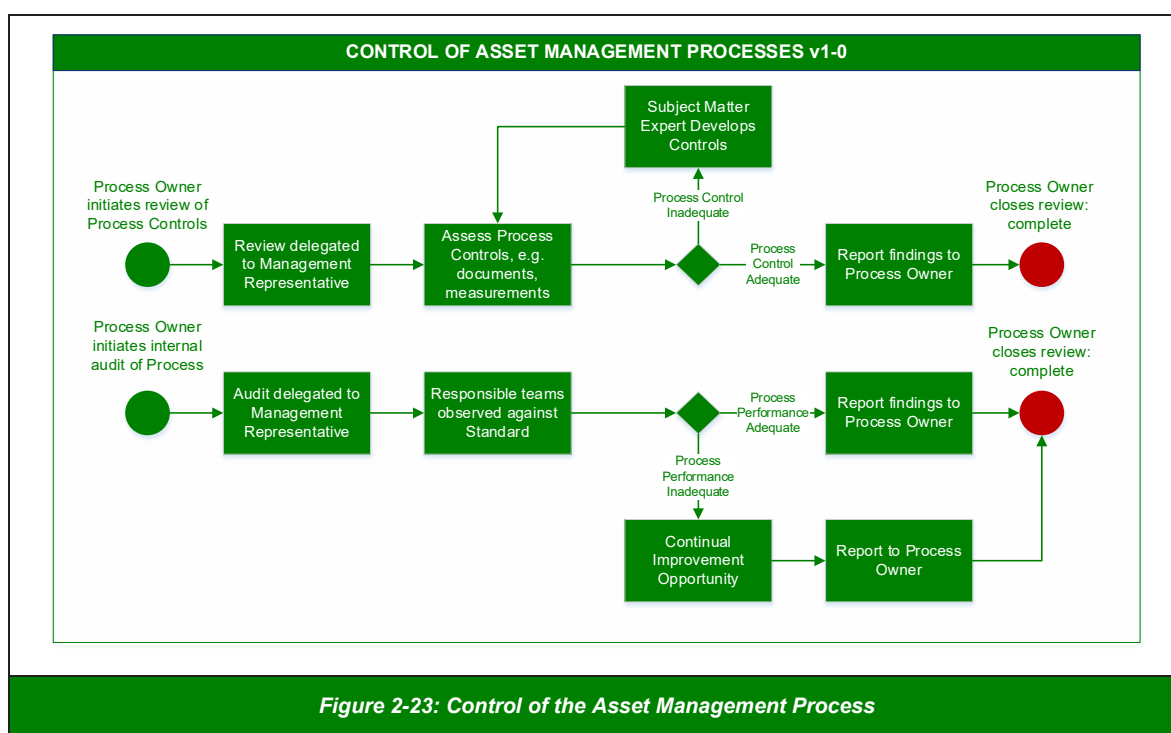 CONTROL OF ASSET MANAGEMENT PROCESSES v1-0
Subject Matter
Expert Develops
Controls
Process Owner
initiates review of
Process Controls
Process Control
Inadequate
Process Owner
closes review:
complete
Review delegated
to Management
Representative
Assess Process
Controls, e.g.
documents,
measurements
Process
Control
Adequate
Report findings to
Process Owner
Process Owner
initiates internal
audit of Process
Process Owner
closes review:
complete
Audit delegated to
Management
Representative
Responsible teams
observed against
Standard
Process
Performance
Adequate
Report findings to
Process Owner
Process
Performance
Inadequate
Continual
Improvement
Opportunity
Report to Process
Owner
Figure 2-23: Control of the Asset Management Process